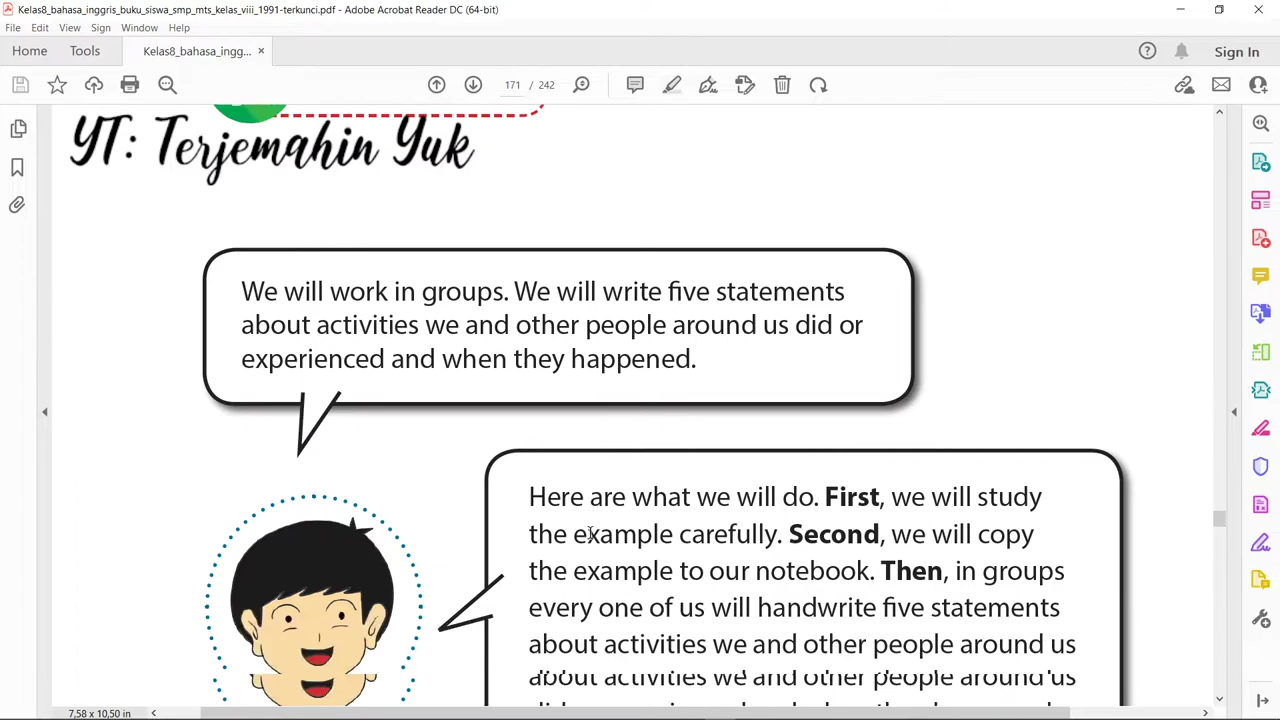 Kelas8_bahasa_inggris_buku_siswa_smp_mts_kelas_viii_1991-terkunci.pdf - Adobe Acrobat Reader DC (64-bit)
File Edit View Sign Window Help
Home Tools Kelas8_bahasa_ingg... × Sign In
171 / 242
YT: Terjemahin Yuk
We will work in groups. We will write five statements
about activities we and other people around us did or
experienced and when they happened.
Here are what we will do. First, we will study
the example carefully. Second, we will copy
the example to our notebook. Then, in groups
every one of us will handwrite five statements
about activities we and other people around us
about activities we and other people around us
7,58 x 10,50 in